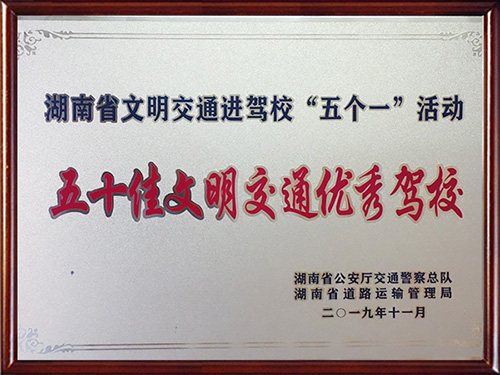 湖南省文明交通进驾校“五个一”活动
五十佳文明交通优秀驾校
湖南省公安厅交通警察总队
湖南省道路运输管理局
二〇一九年十一月